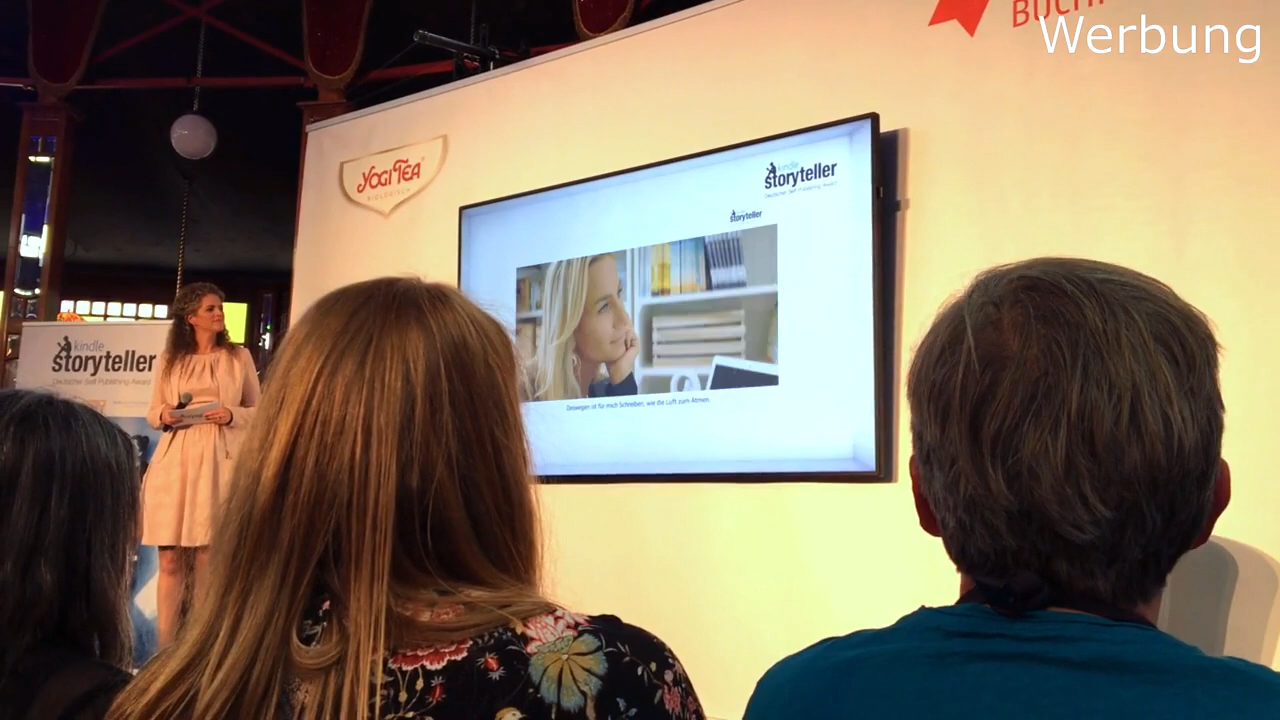 Werbung
YOGI TEA®
BIOLOGISCH
kindle
storyteller
Deutscher Self Publishing Award
storyteller
Deswegen ist für mich Schreiben, wie die Luft zum Atmen.
kindle
storyteller
Deutscher Self Publishing Award